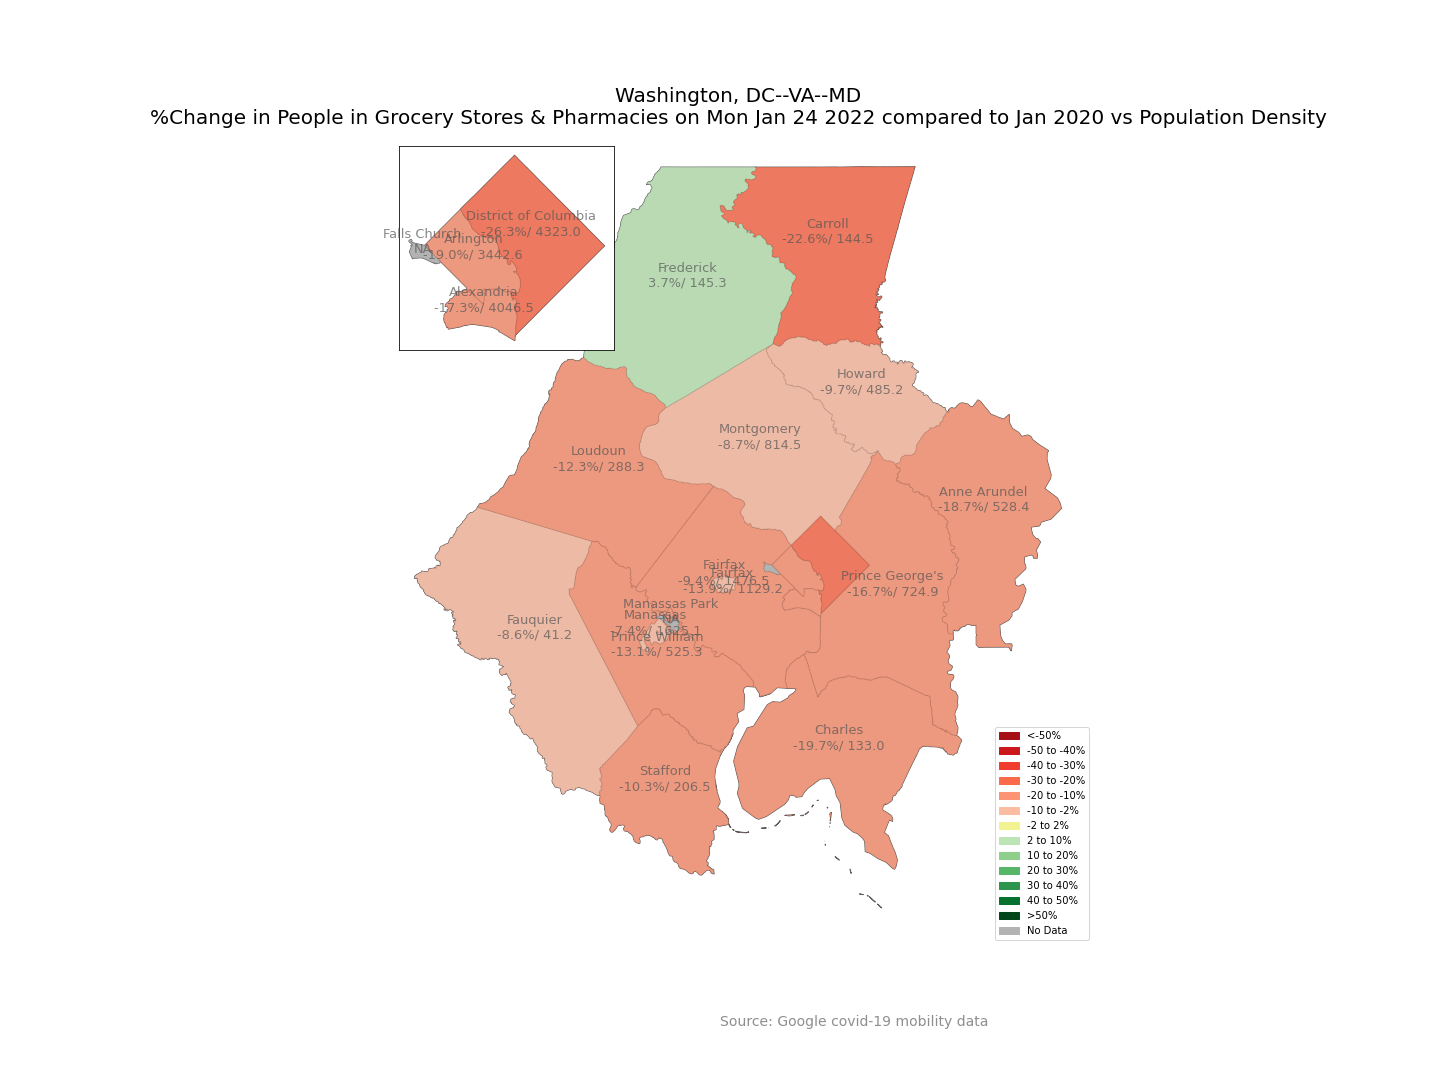 Washington, DC--VA--MD
%Change in People in Grocery Stores & Pharmacies on Mon Jan 24 2022 compared to Jan 2020 vs Population Density
District of Columbia
-26.3%/ 4323.0
Falls Church
NA
Arlington
-19.0%/ 3442.6
Alexandria
-17.3%/ 4046.5
Carroll
-22.6%/ 144.5
Frederick
3.7%/ 145.3
Howard
-9.7%/ 485.2
Montgomery
-8.7%/ 814.5
Loudoun
-12.3%/ 288.3
Anne Arundel
-18.7%/ 528.4
Fairfax
-9.4%/ 1476.5
Fairfax
-13.9%/ 1129.2
Prince George's
-16.7%/ 724.9
Manassas Park
NA
Manassas
-7.4%/ 1625.1
Prince William
-13.1%/ 525.3
Fauquier
-8.6%/ 41.2
Charles
-19.7%/ 133.0
Stafford
-10.3%/ 206.5
<-50%
-50 to -40%
-40 to -30%
-30 to -20%
-20 to -10%
-10 to -2%
-2 to 2%
2 to 10%
10 to 20%
20 to 30%
30 to 40%
40 to 50%
>50%
No Data
Source: Google covid-19 mobility data